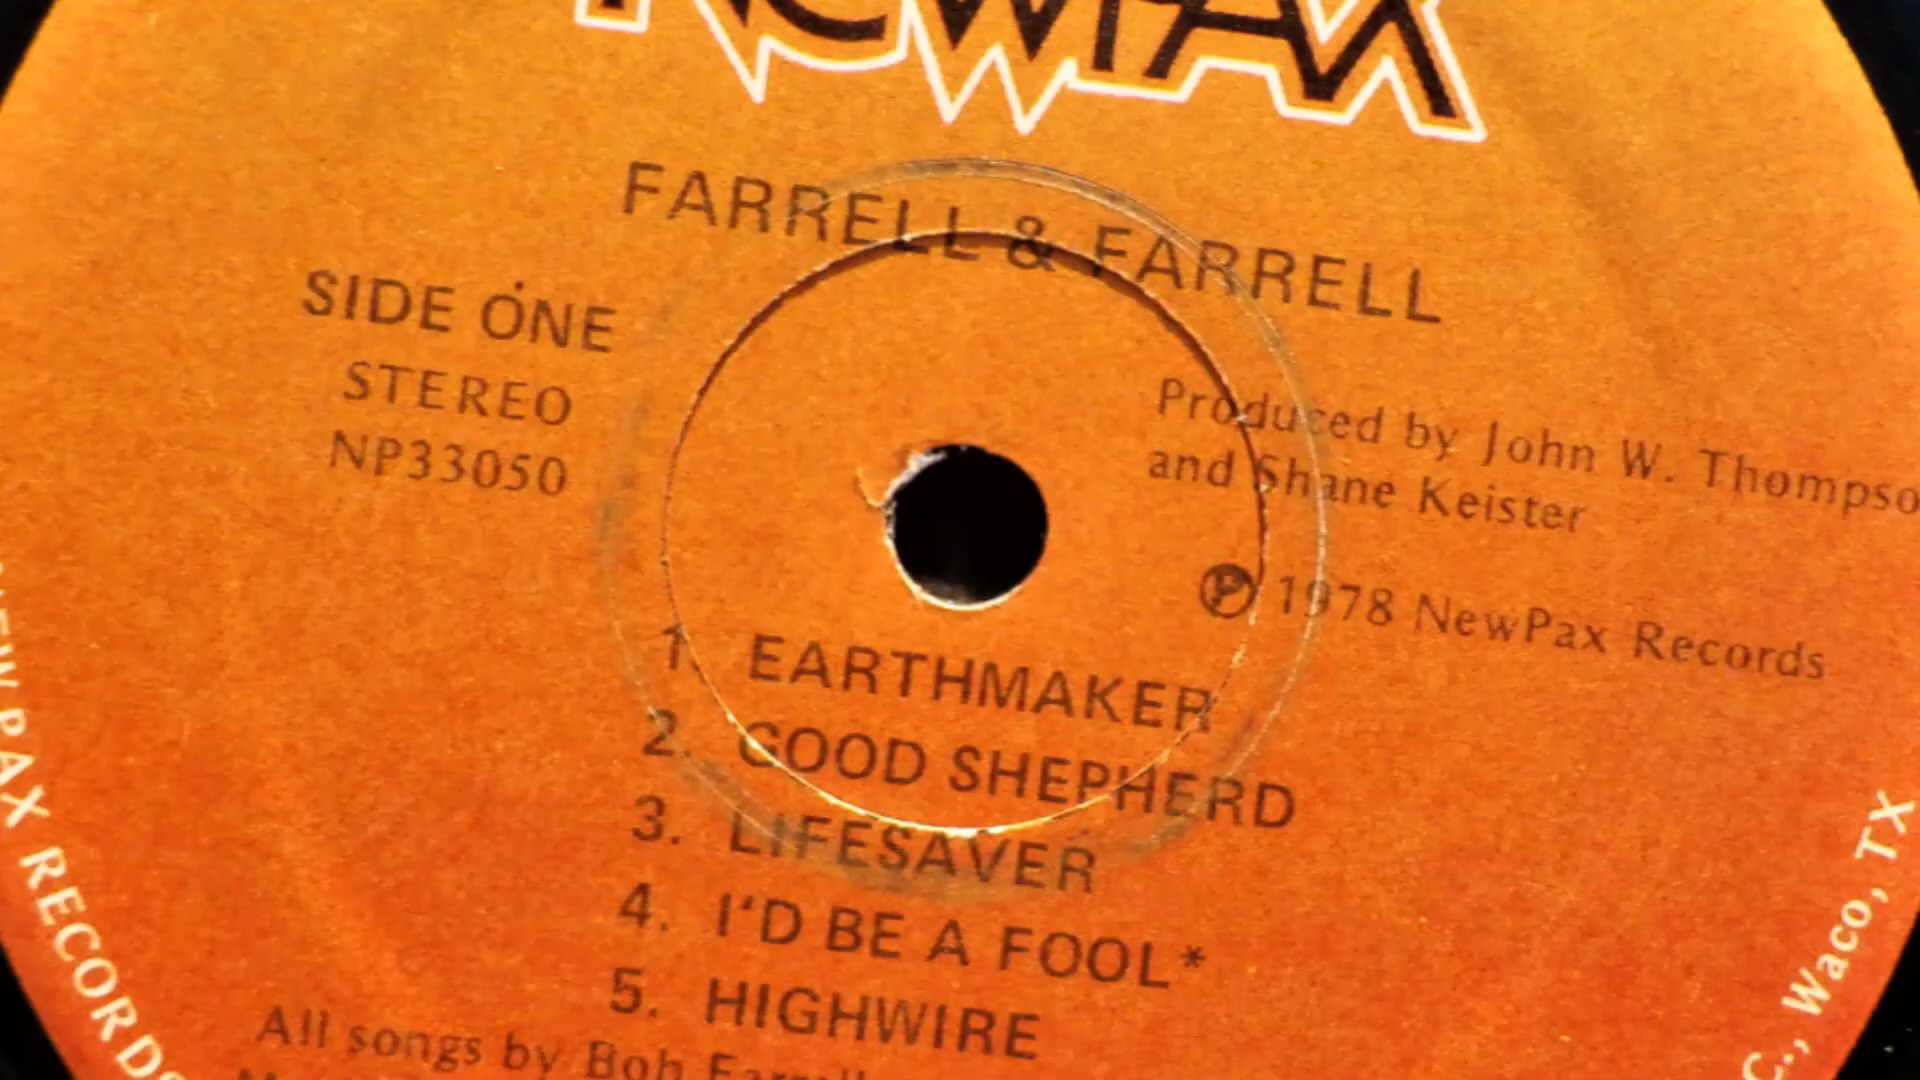 NEWPAX
FARRELL & FARRELL
SIDE ONE
STEREO
NP33050
Produced by John W. Thompso
and Shane Keister
Ⓟ 1978 NewPax Records
1. EARTHMAKER
2. GOOD SHEPHERD
3. LIFESAVER
4. I'D BE A FOOL*
5. HIGHWIRE
All songs by Bob Farrell
NEWPAX RECORDS
C., Waco, TX